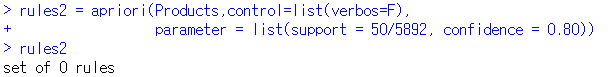 > rules2 = apriori(Products,control=list(verbos=F),
+                  parameter = list(support = 50/5892, confidence = 0.80))
> rules2
set of 0 rules